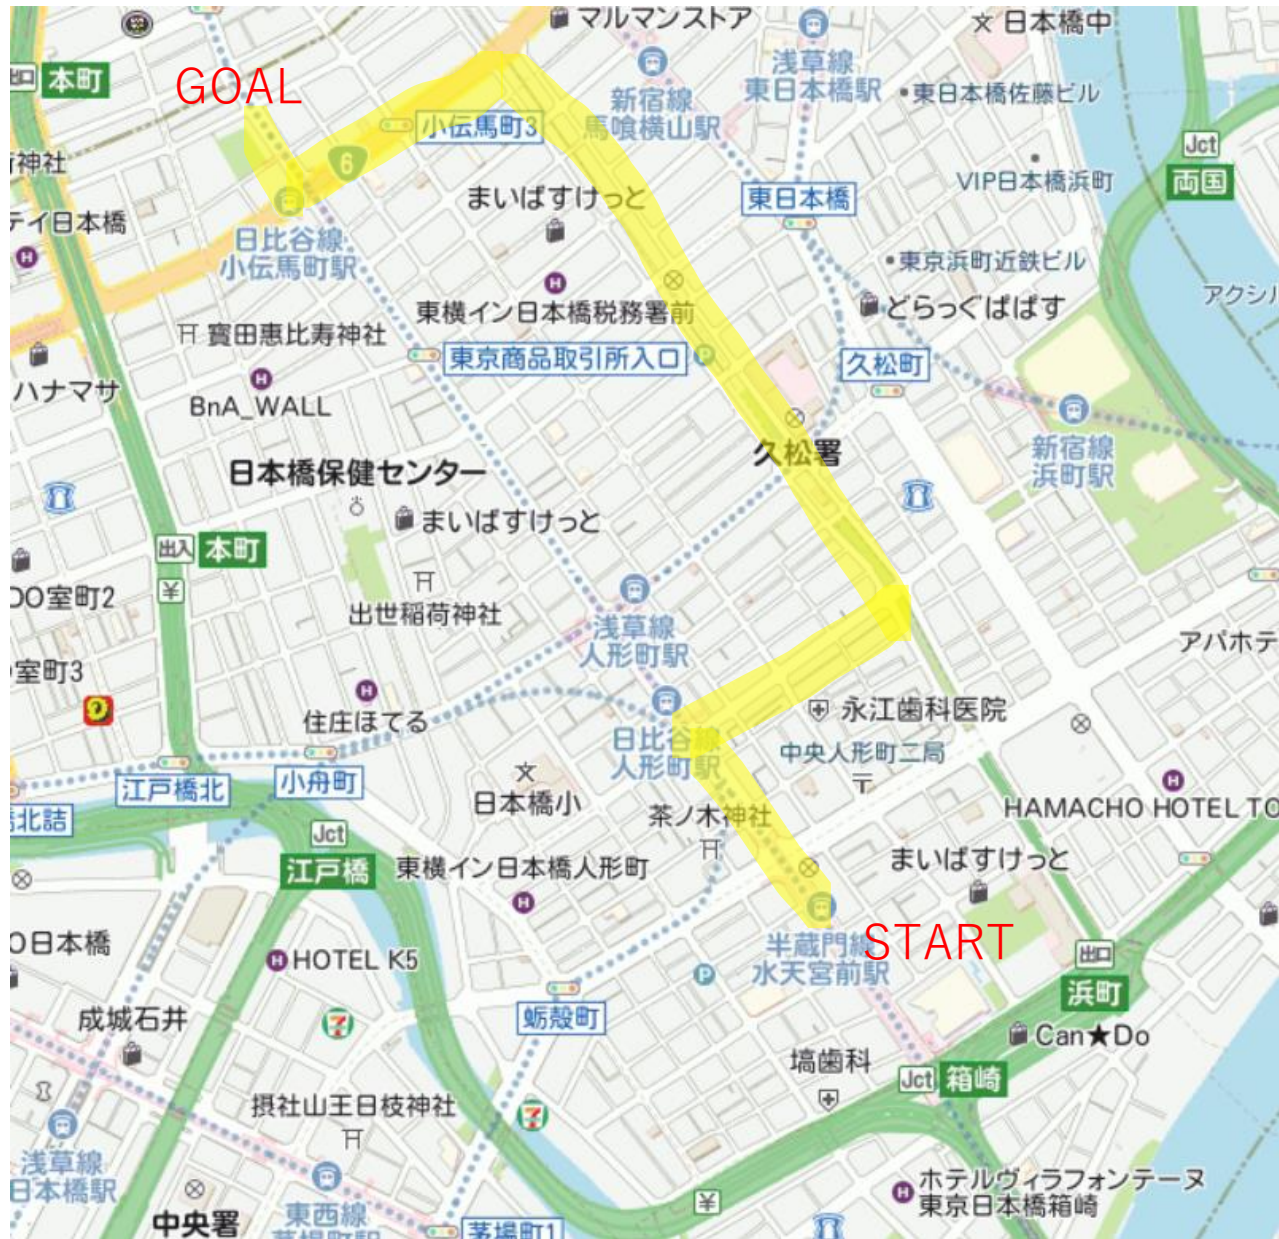 マルマンストア
日本橋中
出口 本町
GOAL
浅草線
東日本橋駅
新宿線
馬喰横山駅
東日本橋佐藤ビル
小伝馬町3
Jct
両国
神社
6
VIP日本橋浜町
まいばすけっと
東日本橋
テイ日本橋
H
日比谷線
小伝馬町駅
東京浜町近鉄ビル
H
アクシル
どらっぐぱぱす
東横イン日本橋税務署前
寶田恵比寿神社
東京商品取引所入口
P
久松町
ハナマサ
H
BnA_WALL
新宿線
浜町駅
久松署
日本橋保健センター
まいばすけっと
出入 本町
¥
室町2
出世稲荷神社
浅草線
人形町駅
アパホテ
室町3
H
住庄ほてる
永江歯科医院
日比谷線
人形町駅
中央人形町二局
〒
江戸橋北
小舟町
日本橋小
H
HAMACHO HOTEL TO
北詰
茶ノ木神社
Jct
江戸橋
東横イン日本橋人形町
H
まいばすけっと
START
O日本橋
H HOTEL K5
半蔵門線
水天宮前駅
P
出口
浜町
成城石井
7
蛎殻町
Can★Do
塙歯科
Jct 箱崎
摂社山王日枝神社
7
浅草線
日本橋駅
H
ホテルヴィラフォンテーヌ
東京日本橋箱崎
¥
中央署
東西線
茅場町駅
茅場町1